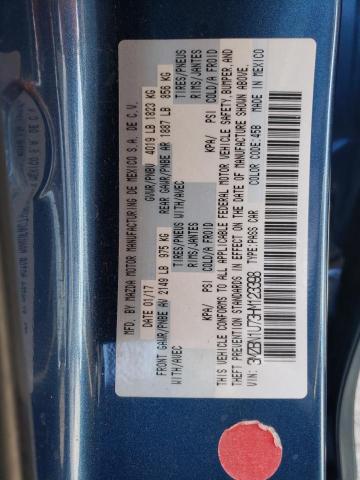 MFD. BY MAZDA MOTOR MANUFACTURING DE MEXICO S.A. DE C.V.
DATE 01/17 GVWR/PNBV 4019 LB 1823 KG
FRONT GAWR/PNBE AV 2149 LB 975 KG REAR GAWR/PNBE AR 1887 LB 856 KG
WITH/AVEC TIRES/PNEUS WITH/AVEC TIRES/PNEUS
RIMS/JANTES RIMS/JANTES
KPA/ PSI COLD/A FROID KPA/ PSI COLD/A FROID
THIS VEHICLE CONFORMS TO ALL APPLICABLE FEDERAL MOTOR VEHICLE SAFETY, BUMPER, AND
THEFT PREVENTION STANDARDS IN EFFECT ON THE DATE OF MANUFACTURE SHOWN ABOVE.
VIN: TYPE:PASS CAR COLOR CODE:45B MADE IN MEXICO